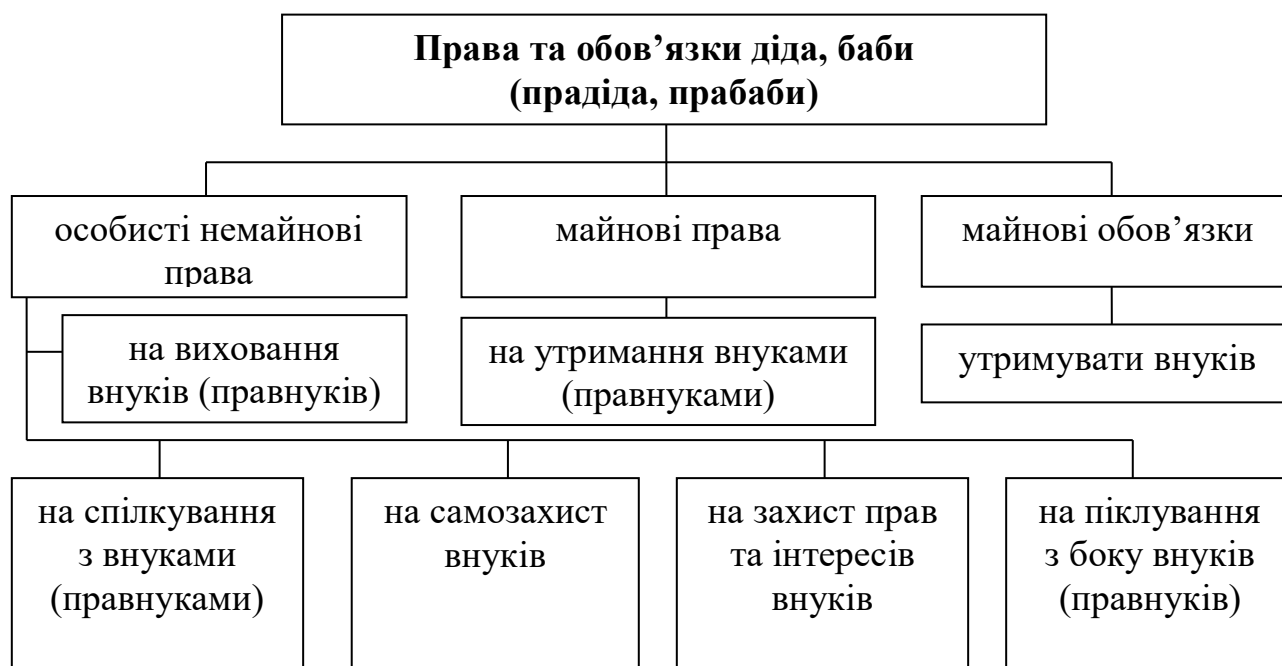 Права та обов’язки діда, баби
(прадіда, прабаби)
особисті немайнові
права
майнові права
майнові обов’язки
на виховання
внуків (правнуків)
на утримання внуками
(правнуками)
утримувати внуків
на спілкування
з внуками
(правнуками)
на самозахист
внуків
на захист прав
та інтересів
внуків
на піклування
з боку внуків
(правнуків)